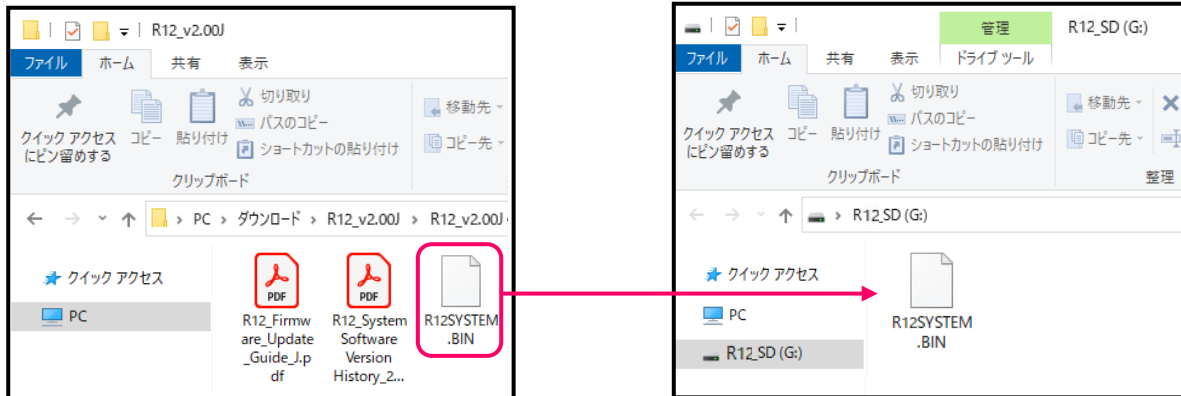 R12_v2.00J
ファイル ホーム 共有 表示
クイック アクセス
にピン留めする
コピー
貼り付け
切り取り
パスのコピー
ショートカットの貼り付け
移動先
コピー先
クリップボード
PC ダウンロード R12_v2.00J R12_v2.00J
クイック アクセス
PC
PDF
R12_Firmw
are_Update
_Guide_J.p
df
PDF
R12_System
Software
Version
History_2...
R12SYSTEM
.BIN
管理 R12_SD (G:)
ファイル ホーム 共有 表示 ドライブ ツール
クイック アクセス
にピン留めする
コピー
貼り付け
切り取り
パスのコピー
ショートカットの貼り付け
移動先
コピー先
クリップボード
整理
R12_SD (G:)
クイック アクセス
PC
R12_SD (G:)
R12SYSTEM
.BIN